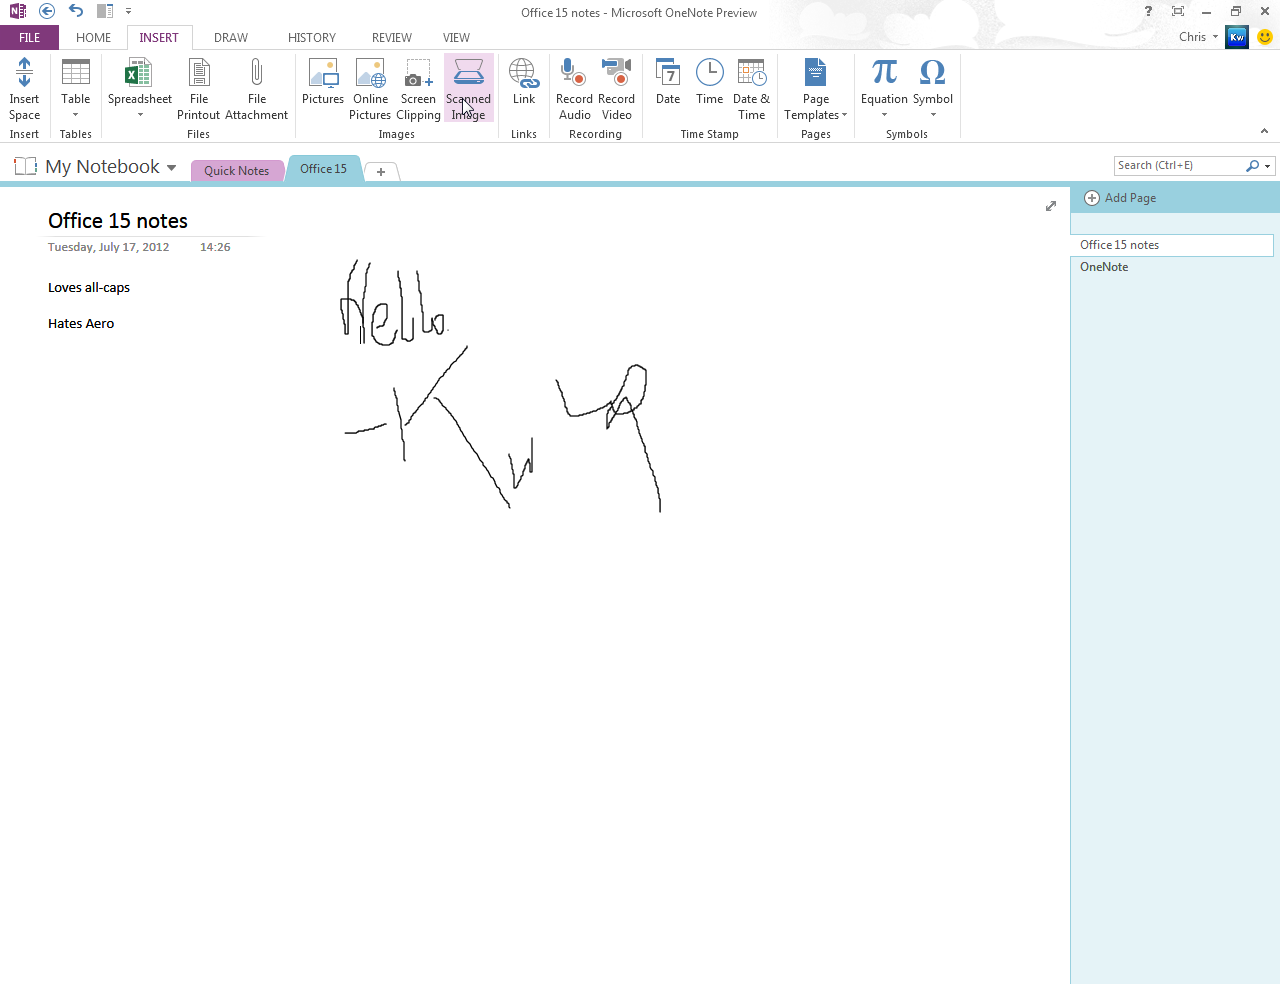 Office 15 notes - Microsoft OneNote Preview
?
FILE HOME INSERT DRAW HISTORY REVIEW VIEW
Chris Kw
Insert Space
Table
Spreadsheet
File Printout
File Attachment
Pictures
Online Pictures
Screen Clipping
Scanned Image
Link
Record Audio
Record Video
7
Date
Time
Date & Time
Page Templates
π
Equation
Ω
Symbol
Insert Tables Files Images Links Recording Time Stamp Pages Symbols
My Notebook
Quick Notes
Office 15
+
Search (Ctrl+E)
Office 15 notes
Tuesday, July 17, 2012 14:26
Loves all-caps
Hates Aero
Hello.
-Kw
Add Page
Office 15 notes
OneNote